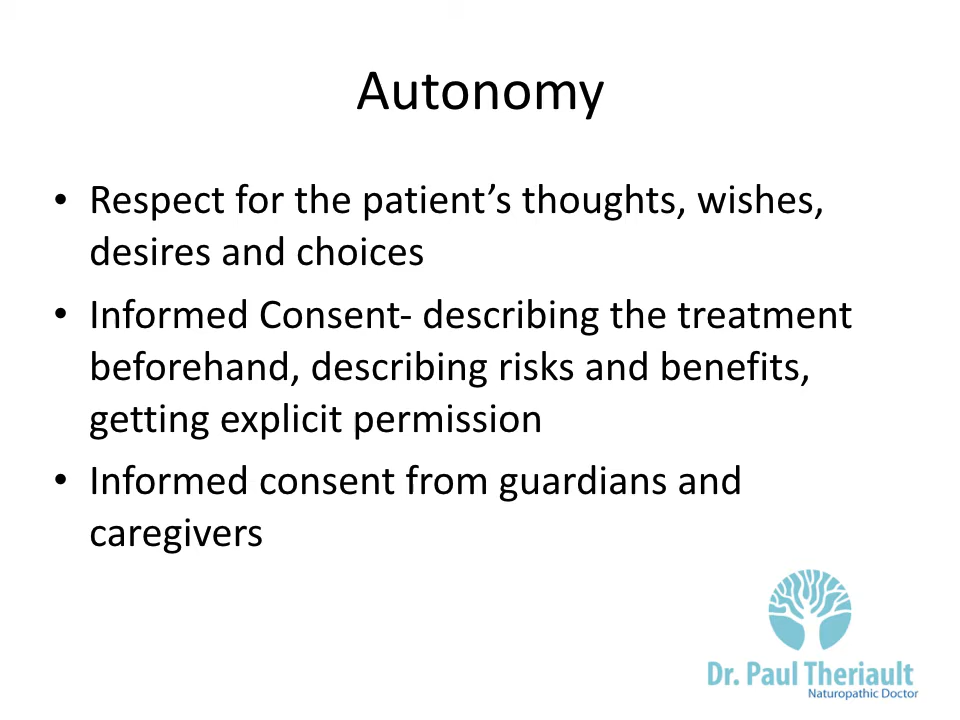 Autonomy
• Respect for the patient’s thoughts, wishes,
desires and choices
• Informed Consent- describing the treatment
beforehand, describing risks and benefits,
getting explicit permission
• Informed consent from guardians and
caregivers
Dr. Paul Theriault
Naturopathic Doctor